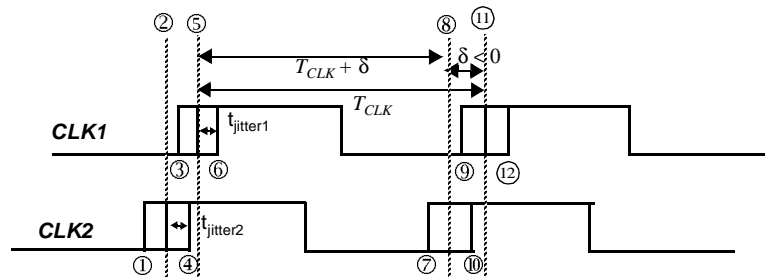 ② ⑤ ⑧ ⑪
δ < 0
T_CLK + δ
T_CLK
CLK1
t_jitter1
③ ⑥ ⑨ ⑫
CLK2
t_jitter2
① ④ ⑦ ⑩